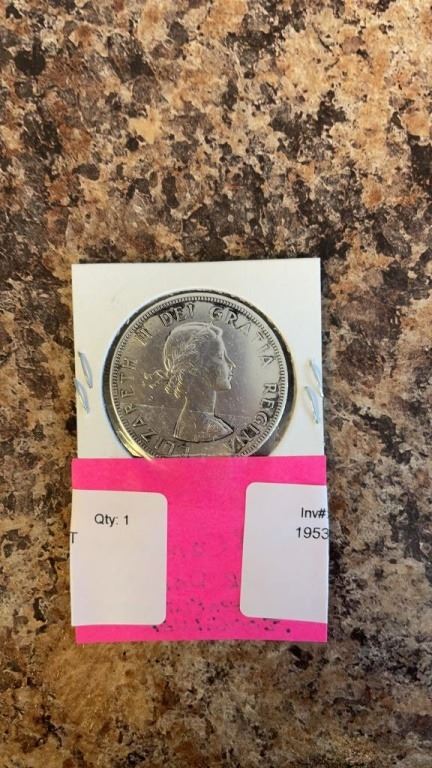 ELIZABETH II DEI GRATIA REGINA
Qty: 1
T
Inv#
1953